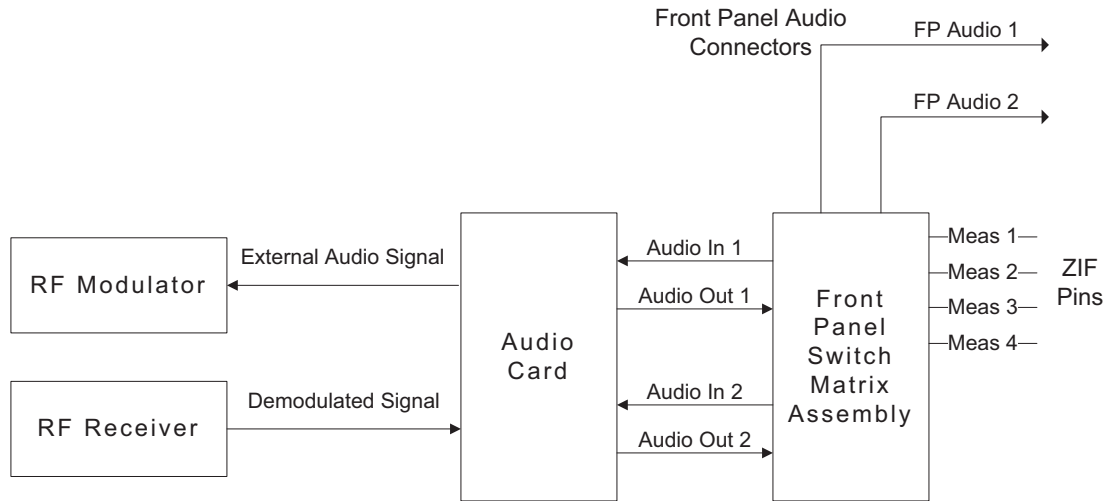 Front Panel Audio
Connectors
FP Audio 1
FP Audio 2
RF Modulator
External Audio Signal
RF Receiver
Demodulated Signal
Audio
Card
Audio In 1
Audio Out 1
Audio In 2
Audio Out 2
Front
Panel
Switch
Matrix
Assembly
Meas 1
Meas 2
Meas 3
Meas 4
ZIF
Pins